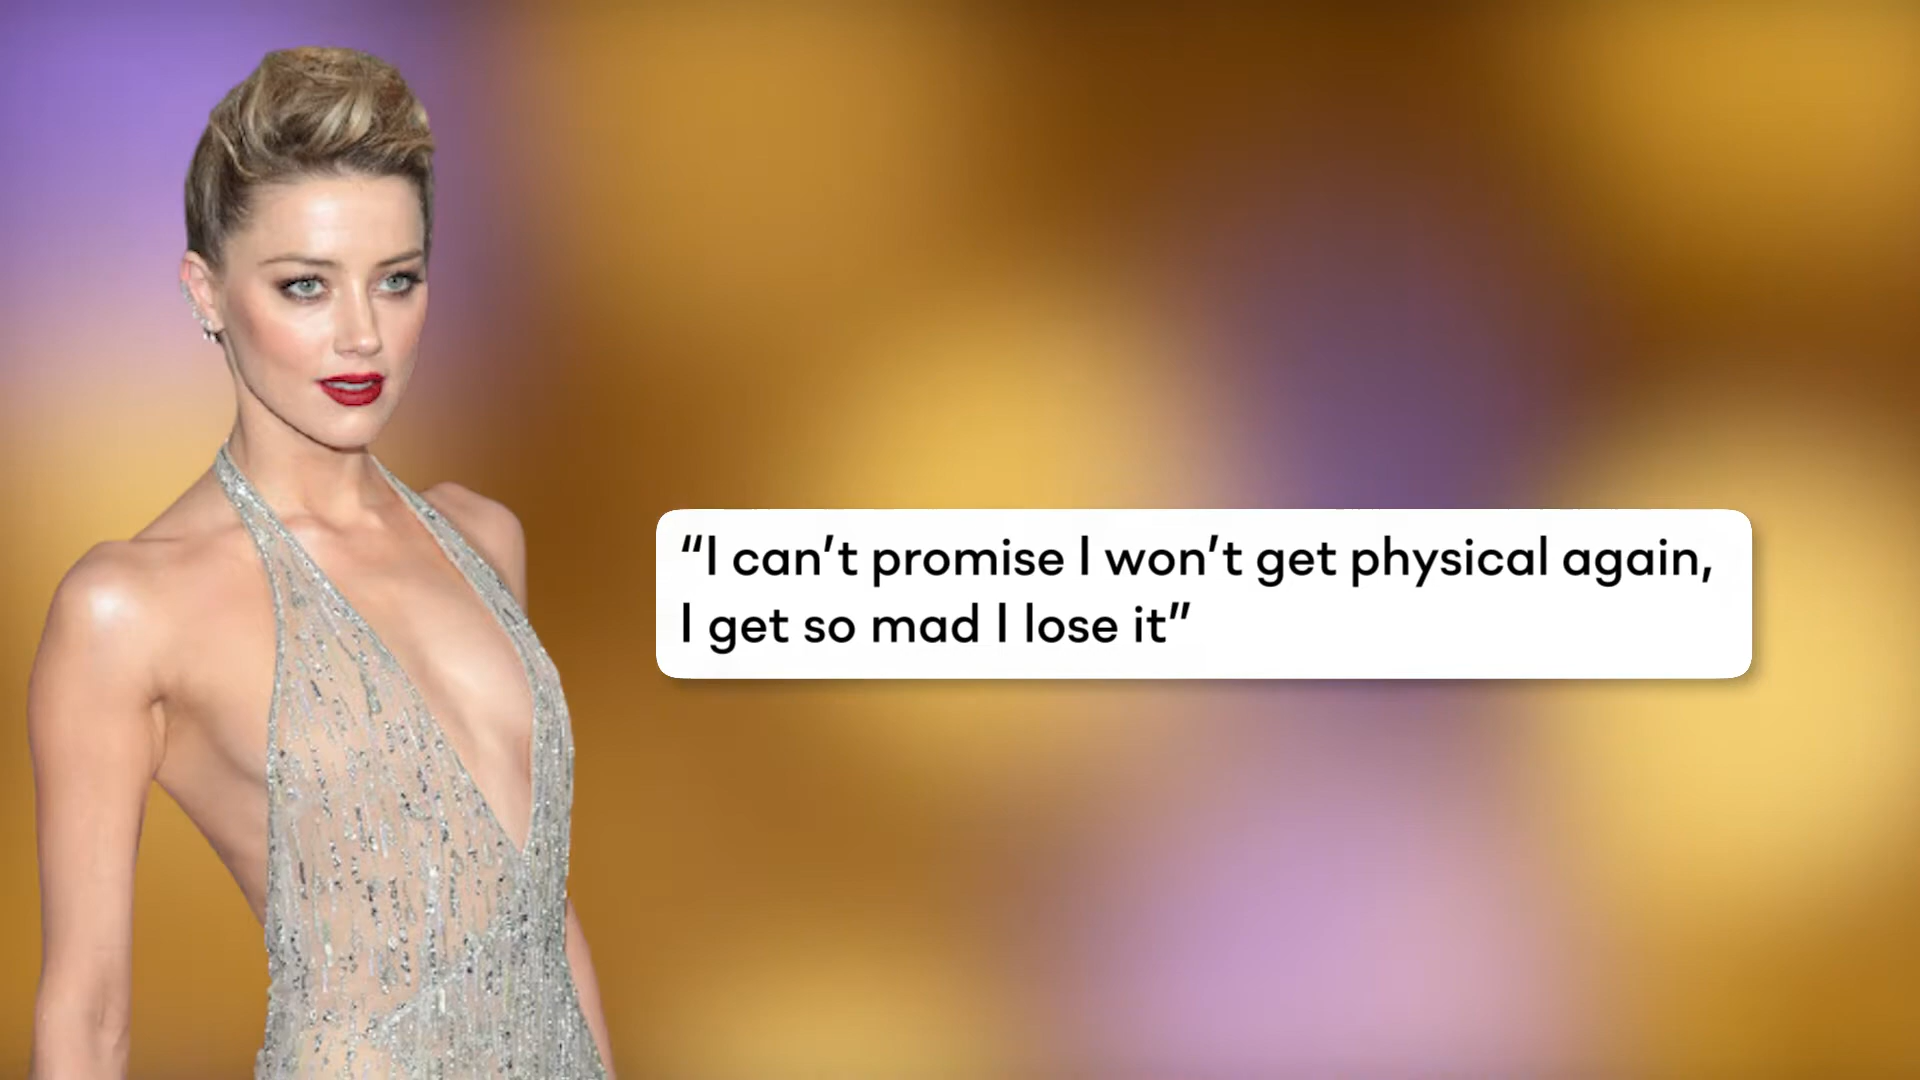 “I can’t promise I won’t get physical again,
I get so mad I lose it”